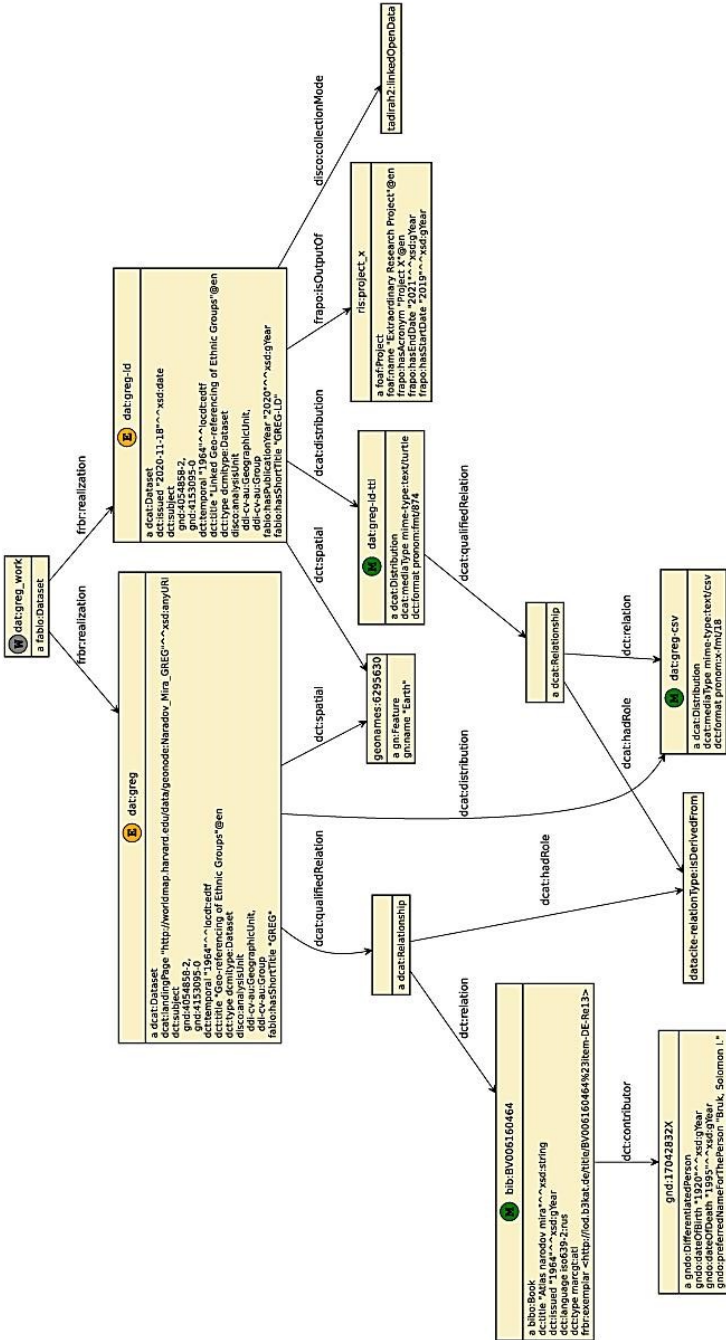 W dat:greg_work
a fabio:Dataset
frbr:realization
frbr:realization
E dat:greg
a dcat:Dataset
dcat:landingPage "http://worldmap.harvard.edu/data/geonode:Naradov_Mira_GREG"^^xsd:anyURI
dct:subject
gnd:4054858-2,
gnd:4153095-0
dct:temporal "1964"^^locdt:edtf
dct:title "Geo-referencing of Ethnic Groups"@en
dct:type dcmitype:Dataset
disco:analysisUnit
ddi-cv-au:GeographicUnit,
ddi-cv-au:Group
fabio:hasShortTitle "GREG"
E dat:greg-ld
a dcat:Dataset
dct:issued "2020-11-18"^^xsd:date
dct:subject
gnd:4054858-2,
gnd:4153095-0
dct:temporal "1964"^^locdt:edtf
dct:title "Linked Geo-referencing of Ethnic Groups"@en
dct:type dcmitype:Dataset
disco:analysisUnit
ddi-cv-au:GeographicUnit,
ddi-cv-au:Group
fabio:hasPublicationYear "2020"^^xsd:gYear
fabio:hasShortTitle "GREG-LD"
dcat:qualifiedRelation
dct:spatial
dct:spatial
dcat:distribution
frapo:isOutputOf
disco:collectionMode
geonames:6295630
a gn:Feature
gn:name "Earth"
M dat:greg-ld-ttl
a dcat:Distribution
dcat:mediaType mime-type:text/turtle
dct:format pronom:fmt/874
ris:project_x
a foaf:Project
foaf:name "Extraordinary Research Project"@en
frapo:hasAcronym "Project X"@en
frapo:hasEndDate "2021"^^xsd:gYear
frapo:hasStartDate "2019"^^xsd:gYear
tadirah2:linkedOpenData
a dcat:Relationship
dcat:distribution
dcat:qualifiedRelation
a dcat:Relationship
dct:relation
dcat:hadRole
dcat:hadRole
dct:relation
M bib:BV006160464
a bibo:Book
dc:title "Atlas narodov mira"^^xsd:string
dct:issued "1964"^^xsd:gYear
dct:language iso639-2:rus
dct:type marcgt:atl
frbr:exemplar <http://lod.b3kat.de/title/BV006160464%23item-DE-Re13>
datacite-relationType:IsDerivedFrom
M dat:greg-csv
a dcat:Distribution
dcat:mediaType mime-type:text/csv
dct:format pronom:x-fmt/18
dct:contributor
gnd:17042832X
a gndo:DifferentiatedPerson
gndo:dateOfBirth "1920"^^xsd:gYear
gndo:dateOfDeath "1995"^^xsd:gYear
gndo:preferredNameForThePerson "Bruk, Solomon I."